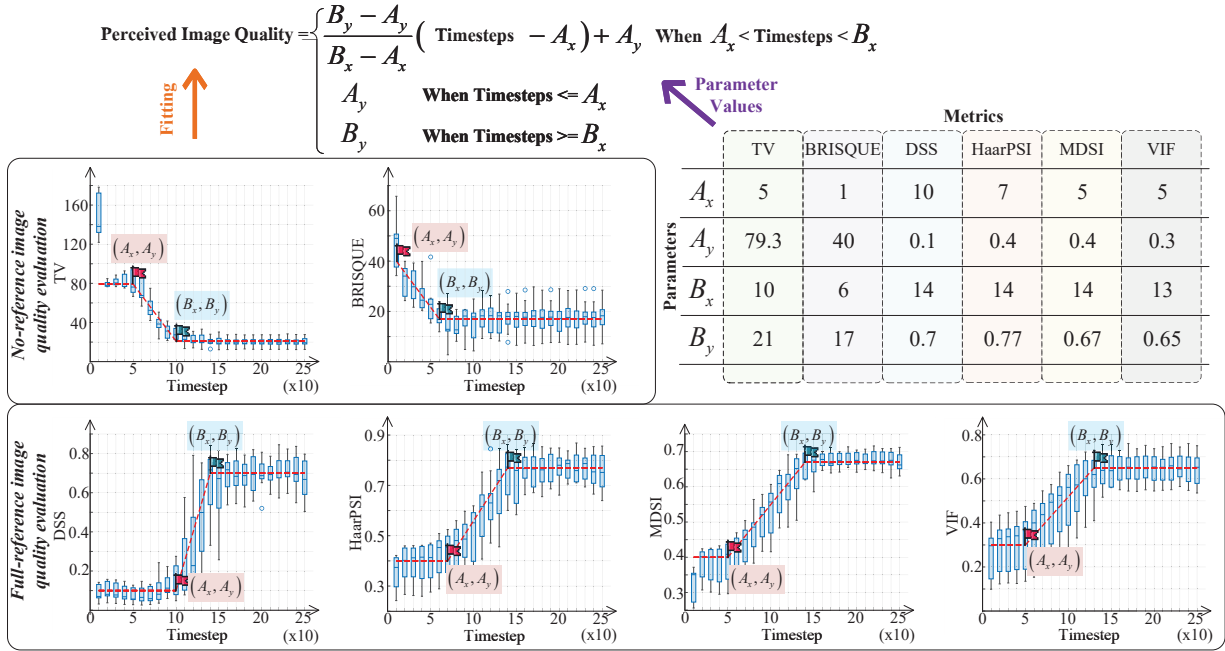 Perceived Image Quality = { (B_y − A_y) / (B_x − A_x) ( Timesteps − A_x) + A_y When A_x < Timesteps < B_x
A_y When Timesteps <= A_x
B_y When Timesteps >= B_x
Fitting
Parameter
Values
Metrics
TV BRISQUE DSS HaarPSI MDSI VIF
Parameters
A_x 5 1 10 7 5 5
A_y 79.3 40 0.1 0.4 0.4 0.3
B_x 10 6 14 14 14 13
B_y 21 17 0.7 0.77 0.67 0.65
No-reference image
quality evaluation
TV
160
120
80
40
(A_x, A_y)
(B_x, B_y)
0 5 10 15 20 25
Timestep (x10)
BRISQUE
60
40
20
(A_x, A_y)
(B_x, B_y)
0 5 10 15 20 25
Timestep (x10)
Full-reference image
quality evaluation
DSS
0.8
0.6
0.4
0.2
(B_x, B_y)
(A_x, A_y)
0 5 10 15 20 25
Timestep (x10)
HaarPSI
0.9
0.7
0.5
0.3
(B_x, B_y)
(A_x, A_y)
0 5 10 15 20 25
Timestep (x10)
MDSI
0.7
0.6
0.5
0.4
0.3
(B_x, B_y)
(A_x, A_y)
0 5 10 15 20 25
Timestep (x10)
VIF
0.8
0.6
0.4
0.2
(B_x, B_y)
(A_x, A_y)
0 5 10 15 20 25
Timestep (x10)